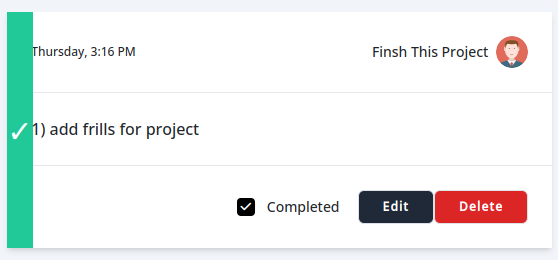 Thursday, 3:16 PM
Finsh This Project
✓
1) add frills for project
Completed
Edit
Delete